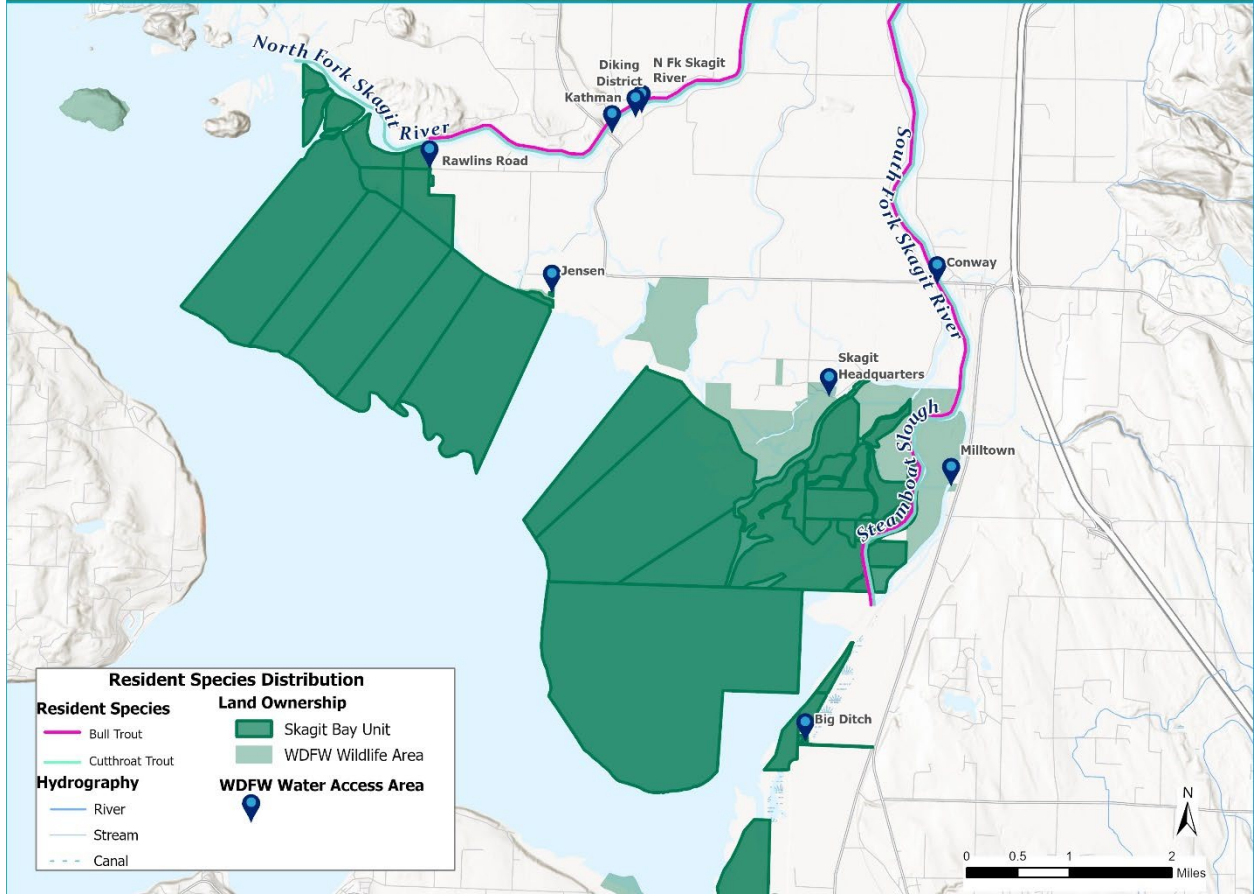 North Fork Skagit
River
Diking
District
N Fk Skagit
River
Kathman
Rawlins Road
South Fork Skagit River
Jensen
Conway
Skagit
Headquarters
Steamboat Slough
Milltown
Big Ditch
Resident Species Distribution
Resident Species
Bull Trout
Cutthroat Trout
Hydrography
River
Stream
Canal
Land Ownership
Skagit Bay Unit
WDFW Wildlife Area
WDFW Water Access Area
N
0 0.5 1 2
Miles